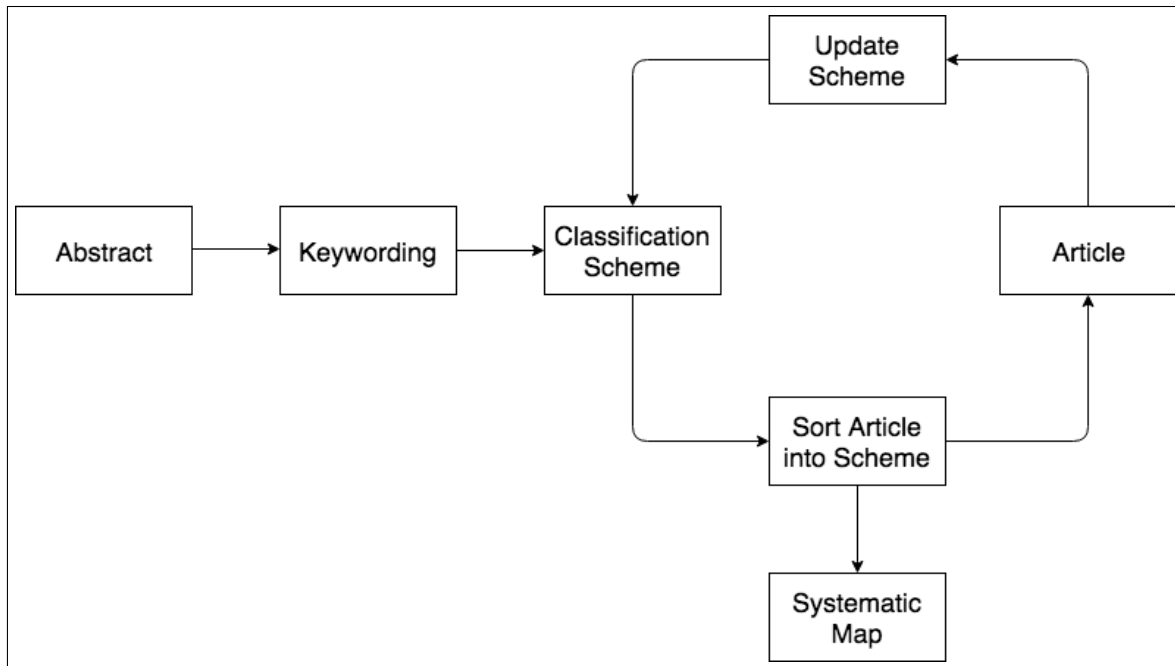 Update
Scheme
Abstract
Keywording
Classification
Scheme
Article
Sort Article
into Scheme
Systematic
Map